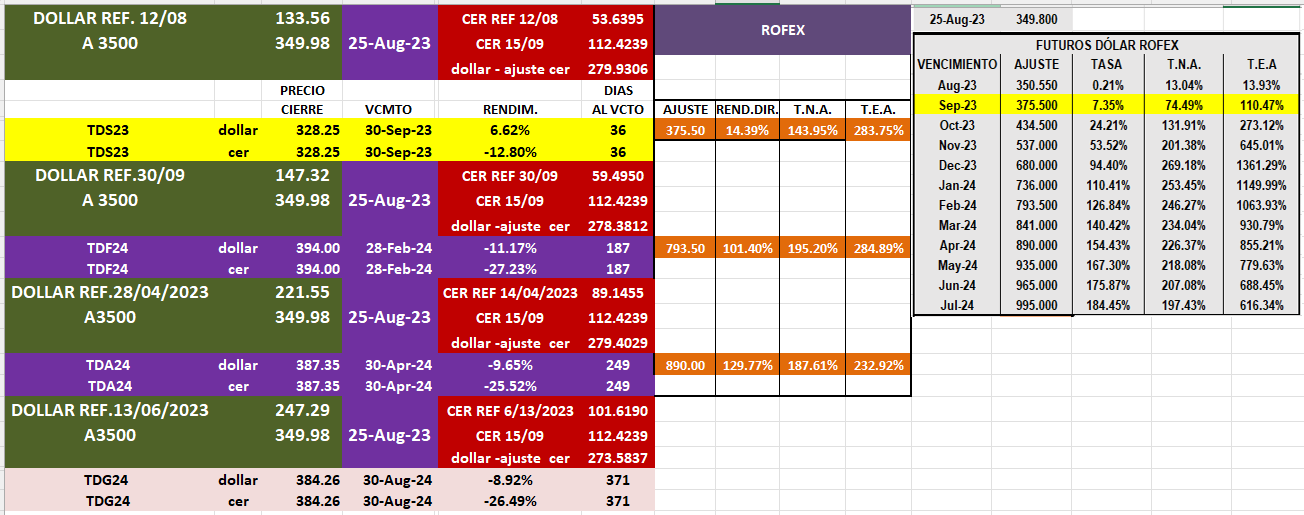 DOLLAR REF. 12/08 133.56 CER REF 12/08 53.6395
A 3500 349.98 25-Aug-23 CER 15/09 112.4239
dollar - ajuste cer 279.9306
PRECIO DIAS
CIERRE VCMTO RENDIM. AL VCTO
TDS23 dollar 328.25 30-Sep-23 6.62% 36
TDS23 cer 328.25 30-Sep-23 -12.80% 36
DOLLAR REF.30/09 147.32 CER REF 30/09 59.4950
A 3500 349.98 25-Aug-23 CER 15/09 112.4239
dollar -ajuste cer 278.3812
TDF24 dollar 394.00 28-Feb-24 -11.17% 187
TDF24 cer 394.00 28-Feb-24 -27.23% 187
DOLLAR REF.28/04/2023 221.55 CER REF 14/04/2023 89.1455
A3500 349.98 25-Aug-23 CER 15/09 112.4239
dollar -ajuste cer 279.4029
TDA24 dollar 387.35 30-Apr-24 -9.65% 249
TDA24 cer 387.35 30-Apr-24 -25.52% 249
DOLLAR REF.13/06/2023 247.29 CER REF 6/13/2023 101.6190
A3500 349.98 25-Aug-23 CER 15/09 112.4239
dollar -ajuste cer 273.5837
TDG24 dollar 384.26 30-Aug-24 -8.92% 371
TDG24 cer 384.26 30-Aug-24 -26.49% 371
ROFEX
AJUSTE REND.DIR. T.N.A. T.E.A.
375.50 14.39% 143.95% 283.75%
793.50 101.40% 195.20% 284.89%
890.00 129.77% 187.61% 232.92%
25-Aug-23 349.800
FUTUROS DÓLAR ROFEX
VENCIMIENTO AJUSTE TASA T.N.A. T.E.A
Aug-23 350.550 0.21% 13.04% 13.93%
Sep-23 375.500 7.35% 74.49% 110.47%
Oct-23 434.500 24.21% 131.91% 273.12%
Nov-23 537.000 53.52% 201.38% 645.01%
Dec-23 680.000 94.40% 269.18% 1361.29%
Jan-24 736.000 110.41% 253.45% 1149.99%
Feb-24 793.500 126.84% 246.27% 1063.93%
Mar-24 841.000 140.42% 234.04% 930.79%
Apr-24 890.000 154.43% 226.37% 855.21%
May-24 935.000 167.30% 218.08% 779.63%
Jun-24 965.000 175.87% 207.08% 688.45%
Jul-24 995.000 184.45% 197.43% 616.34%